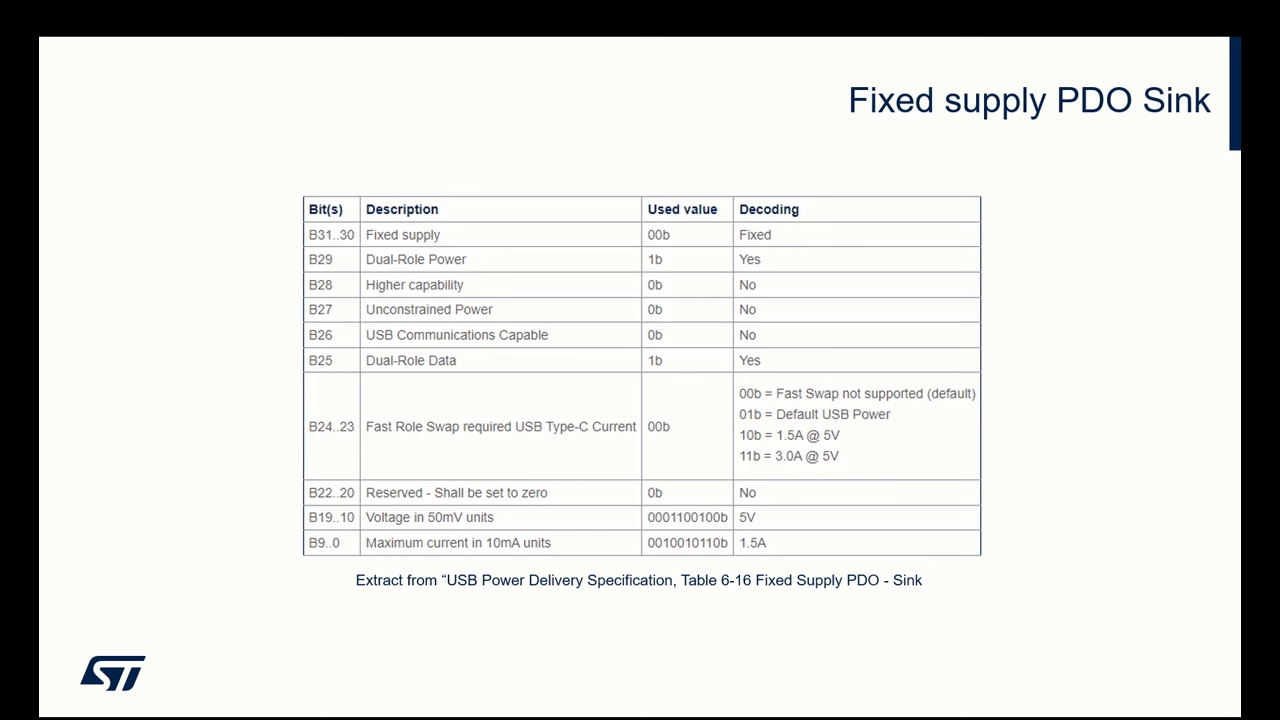 Fixed supply PDO Sink
Bit(s) Description Used value Decoding
B31..30 Fixed supply 00b Fixed
B29 Dual-Role Power 1b Yes
B28 Higher capability 0b No
B27 Unconstrained Power 0b No
B26 USB Communications Capable 0b No
B25 Dual-Role Data 1b Yes
B24..23 Fast Role Swap required USB Type-C Current 00b
00b = Fast Swap not supported (default)
01b = Default USB Power
10b = 1.5A @ 5V
11b = 3.0A @ 5V
B22..20 Reserved - Shall be set to zero 0b No
B19..10 Voltage in 50mV units 0001100100b 5V
B9..0 Maximum current in 10mA units 0010010110b 1.5A
Extract from “USB Power Delivery Specification, Table 6-16 Fixed Supply PDO - Sink
ST